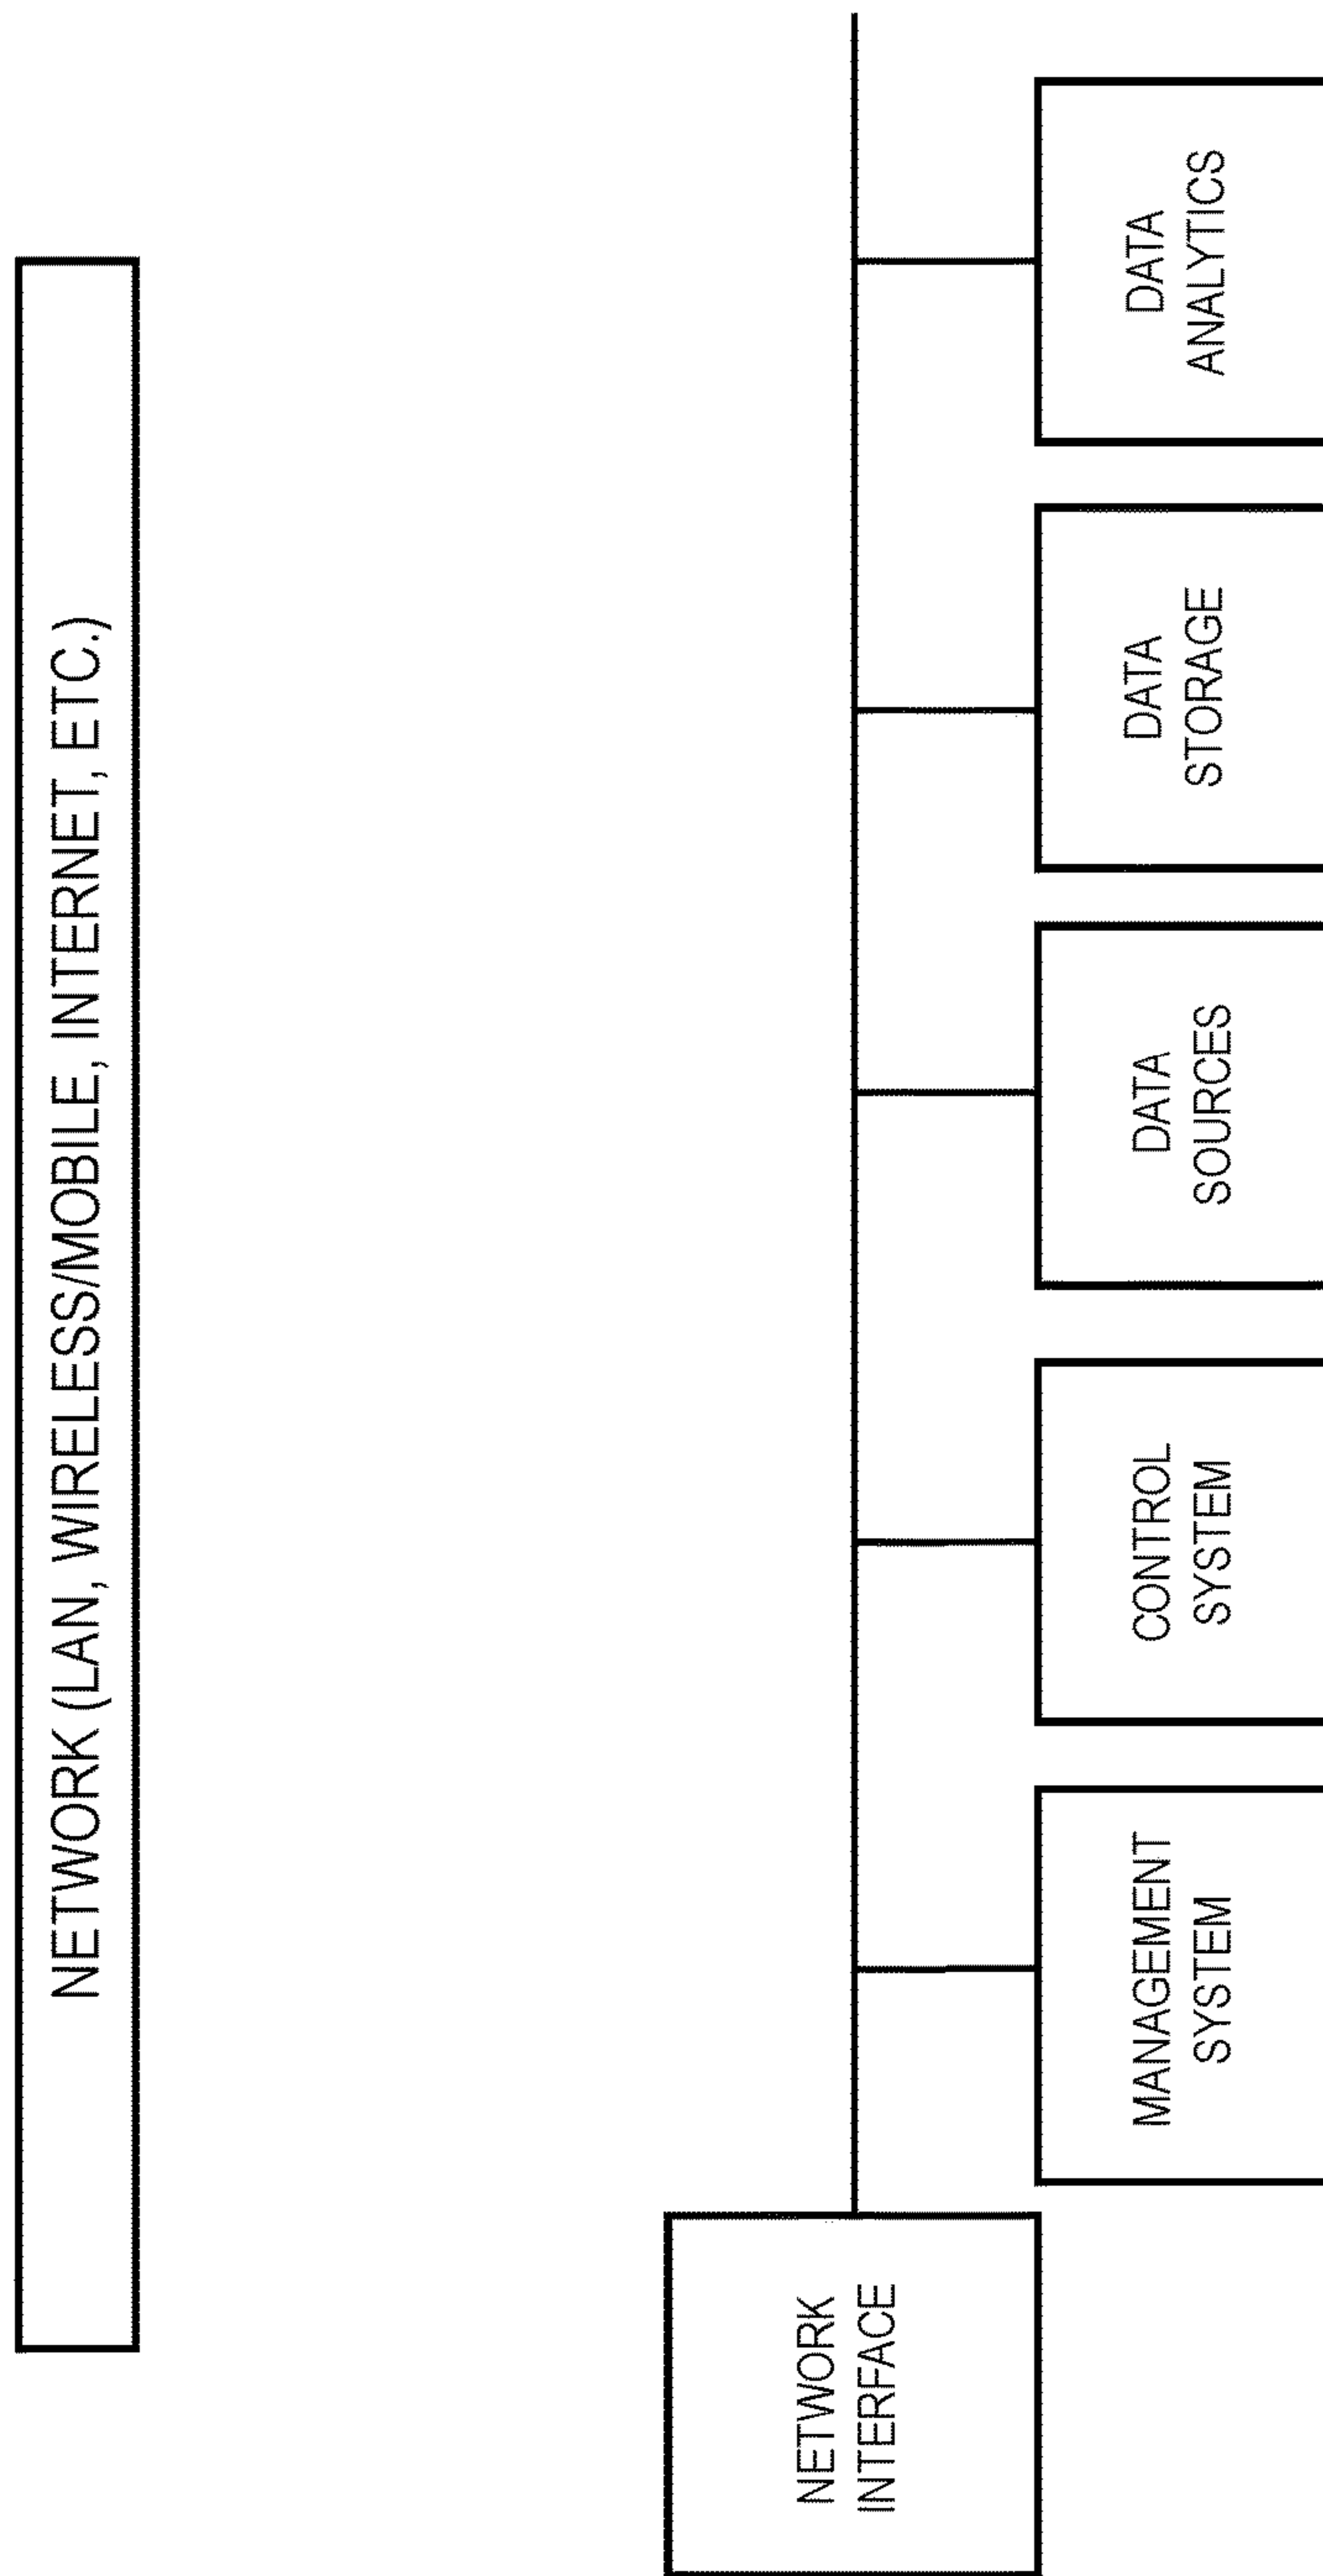 NETWORK (LAN, WIRELESS/MOBILE, INTERNET, ETC.)
NETWORK
INTERFACE
MANAGEMENT
SYSTEM
CONTROL
SYSTEM
DATA
SOURCES
DATA
STORAGE
DATA
ANALYTICS